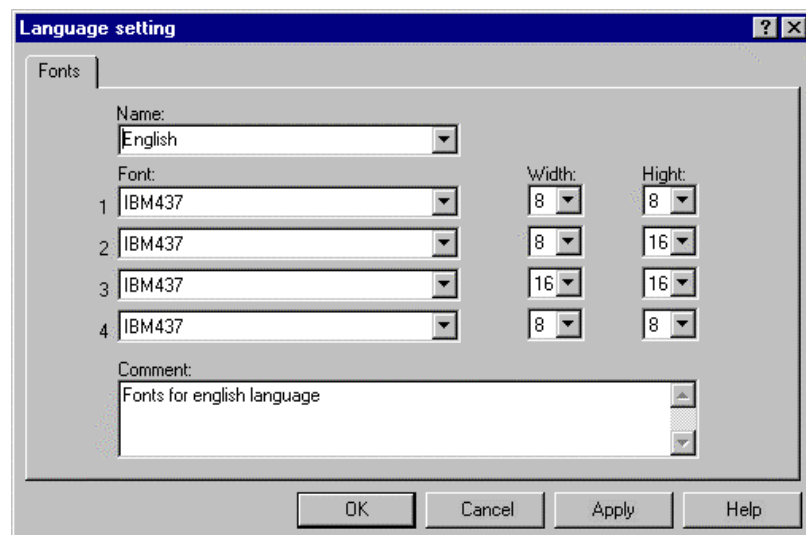 Language setting
Fonts
Name:
English
Font: Width: Hight:
1 IBM437 8 8
2 IBM437 8 16
3 IBM437 16 16
4 IBM437 8 8
Comment:
Fonts for english language
OK Cancel Apply Help